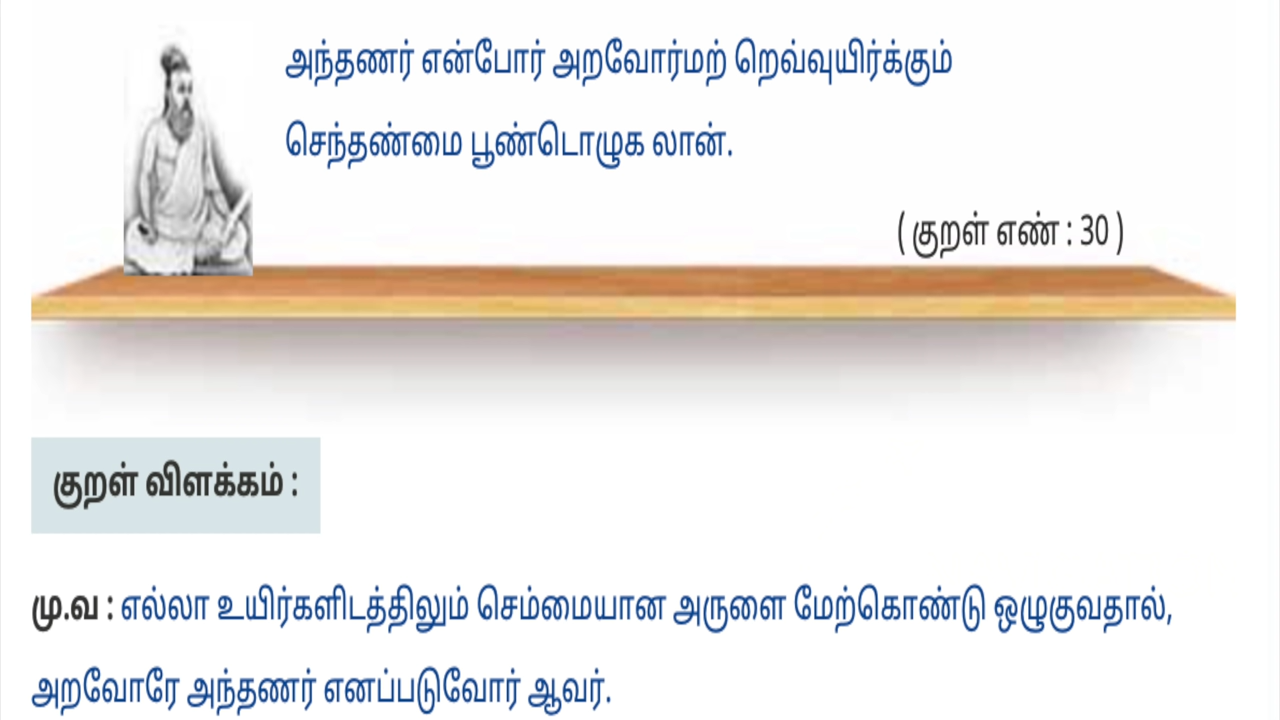 அந்தணர் என்போர் அறவோர்மற் றெவ்வுயிர்க்கும்
செந்தண்மை பூண்டொழுக லான்.
( குறள் எண் : 30 )
குறள் விளக்கம் :
மு.வ : எல்லா உயிர்களிடத்திலும் செம்மையான அருளை மேற்கொண்டு ஒழுகுவதால்,
அறவோரே அந்தணர் எனப்படுவோர் ஆவர்.